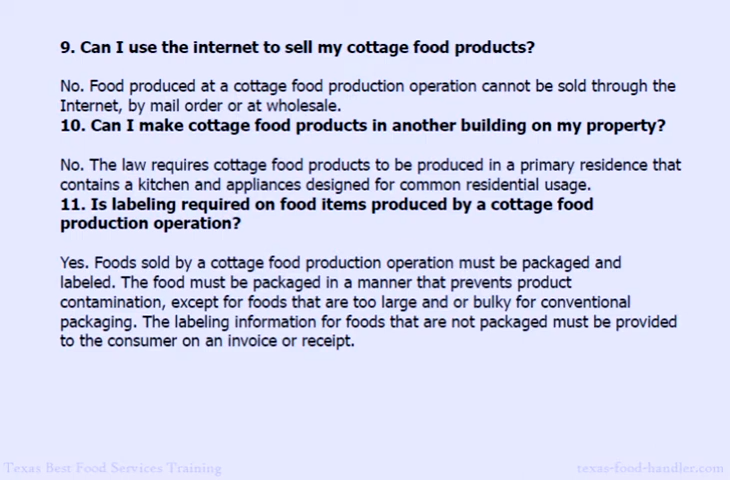 9. Can I use the internet to sell my cottage food products?
No. Food produced at a cottage food production operation cannot be sold through the
Internet, by mail order or at wholesale.
10. Can I make cottage food products in another building on my property?
No. The law requires cottage food products to be produced in a primary residence that
contains a kitchen and appliances designed for common residential usage.
11. Is labeling required on food items produced by a cottage food
production operation?
Yes. Foods sold by a cottage food production operation must be packaged and
labeled. The food must be packaged in a manner that prevents product
contamination, except for foods that are too large and or bulky for conventional
packaging. The labeling information for foods that are not packaged must be provided
to the consumer on an invoice or receipt.
Texas Best Food Services Training
texas-food-handler.com